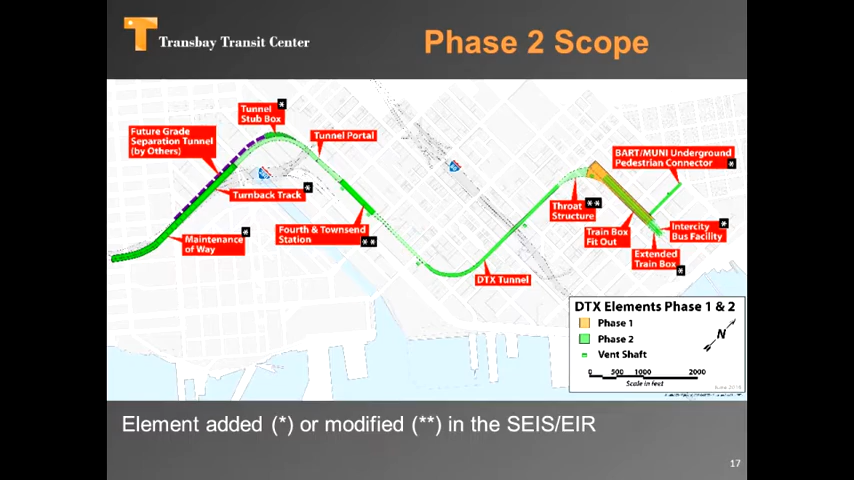 Transbay Transit Center
Phase 2 Scope
Tunnel *
Stub Box
Future Grade
Separation Tunnel
(by Others)
Tunnel Portal
BART/MUNI Underground
Pedestrian Connector *
Turnback Track *
Throat **
Structure
Fourth & Townsend
Station **
Maintenance *
of Way
Train Box
Fit Out
Intercity *
Bus Facility
Extended
Train Box *
DTX Tunnel
DTX Elements Phase 1 & 2
Phase 1
Phase 2
Vent Shaft
N
0 500 1000 2000
Scale in feet
Element added (*) or modified (**) in the SEIS/EIR
17